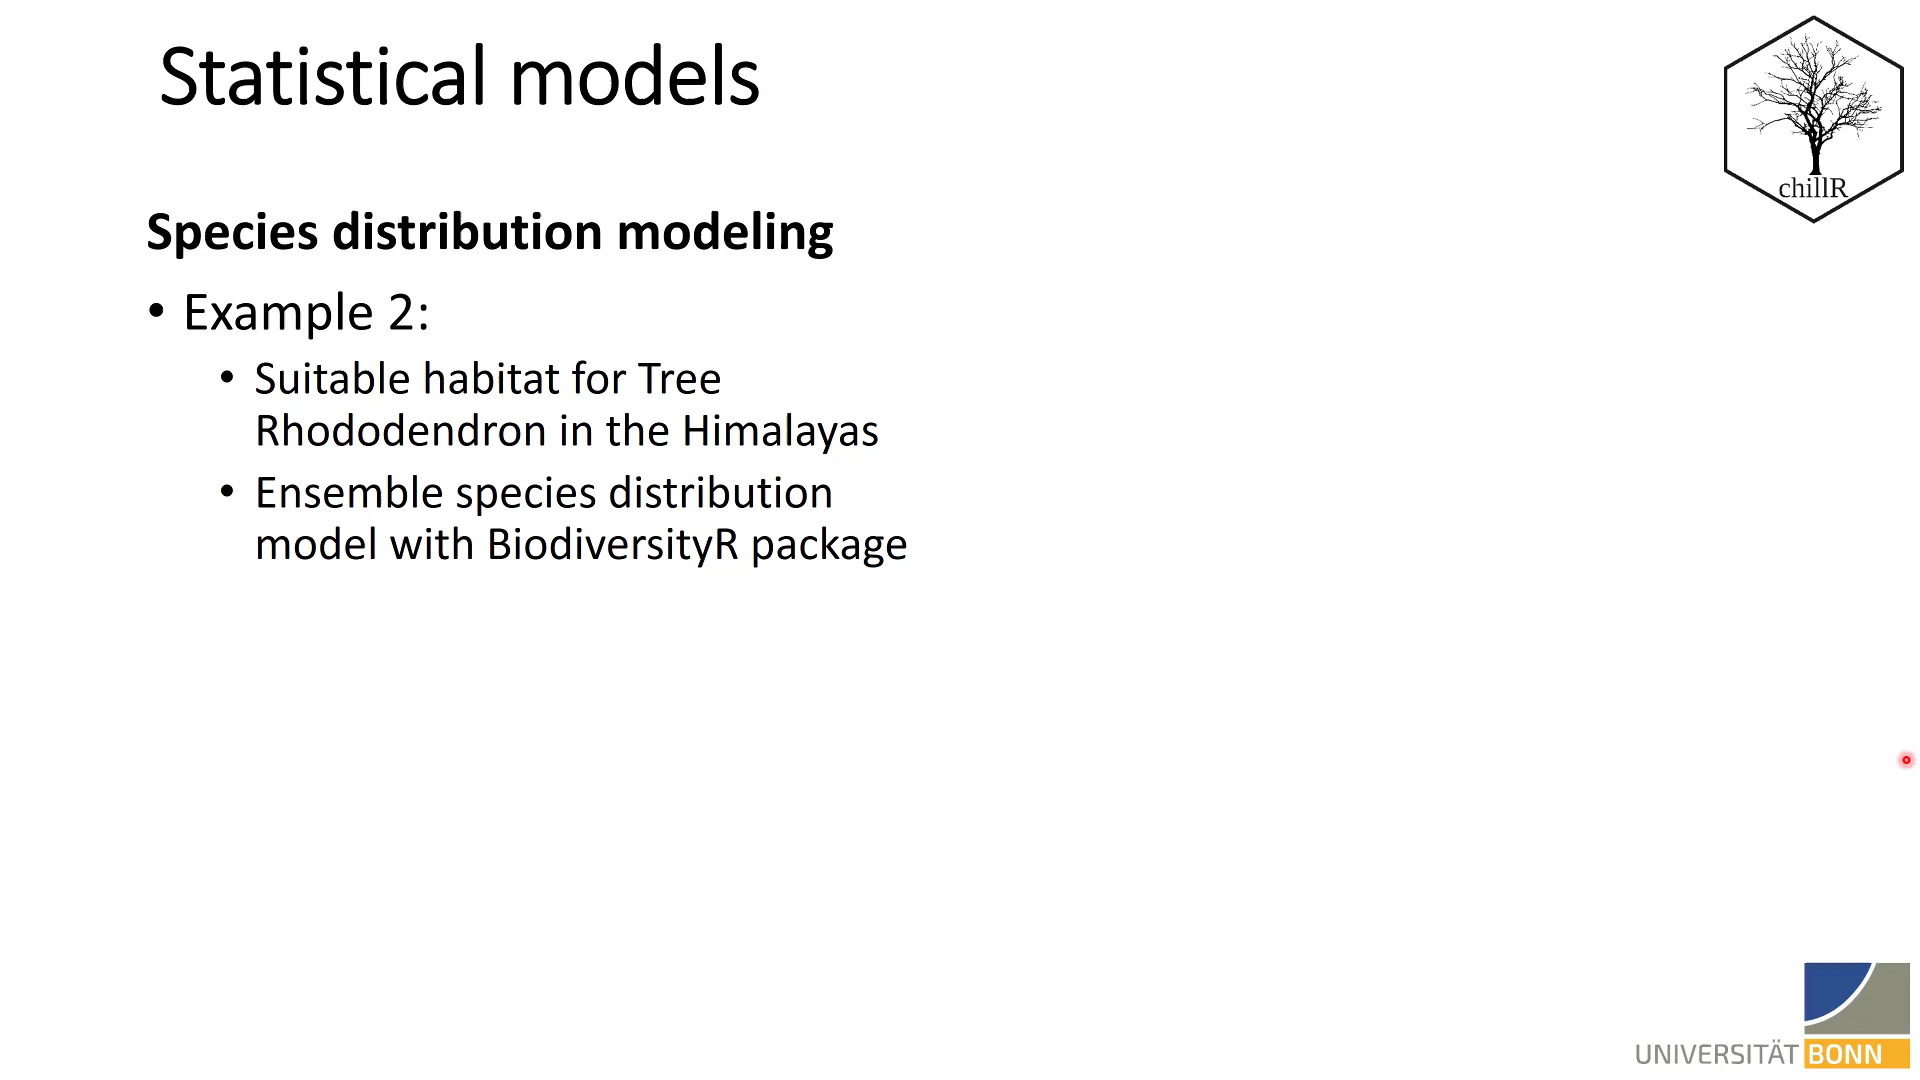 Statistical models
chillR
Species distribution modeling
• Example 2:
• Suitable habitat for Tree
Rhododendron in the Himalayas
• Ensemble species distribution
model with BiodiversityR package
UNIVERSITÄT BONN